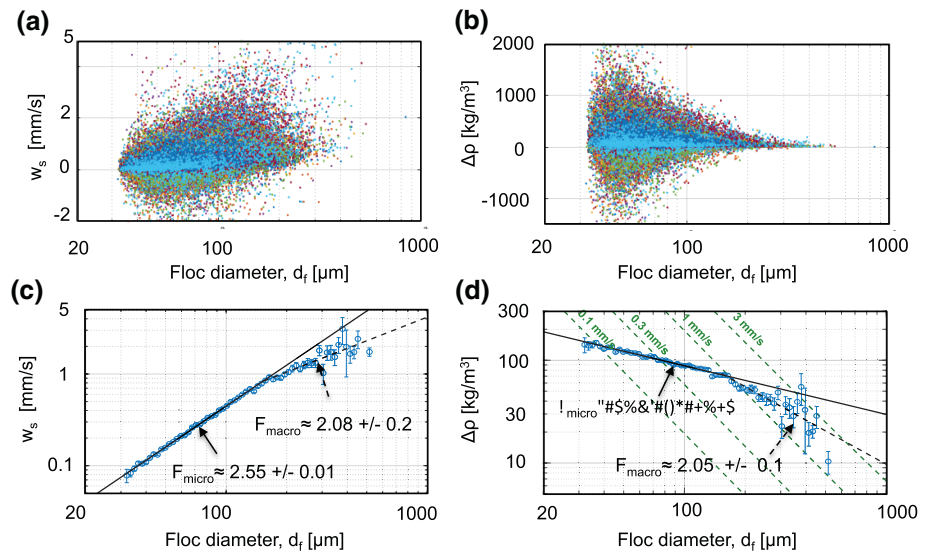 (a)
5
2
0
-2
w_s [mm/s]
20
100
1000
Floc diameter, d_f [µm]
(b)
2000
1000
0
-1000
Δρ [kg/m³]
20
100
1000
Floc diameter, d_f [µm]
(c)
5
1
0.1
w_s [mm/s]
F_macro≈ 2.08 +/- 0.2
F_micro≈ 2.55 +/- 0.01
20
100
1000
Floc diameter, d_f [µm]
(d)
300
100
30
10
Δρ [kg/m³]
0.1 mm/s
0.3 mm/s
1 mm/s
3 mm/s
!_micro"#$%&'#()*#+%+$
F_macro≈ 2.05 +/- 0.1
20
100
1000
Floc diameter, d_f [µm]